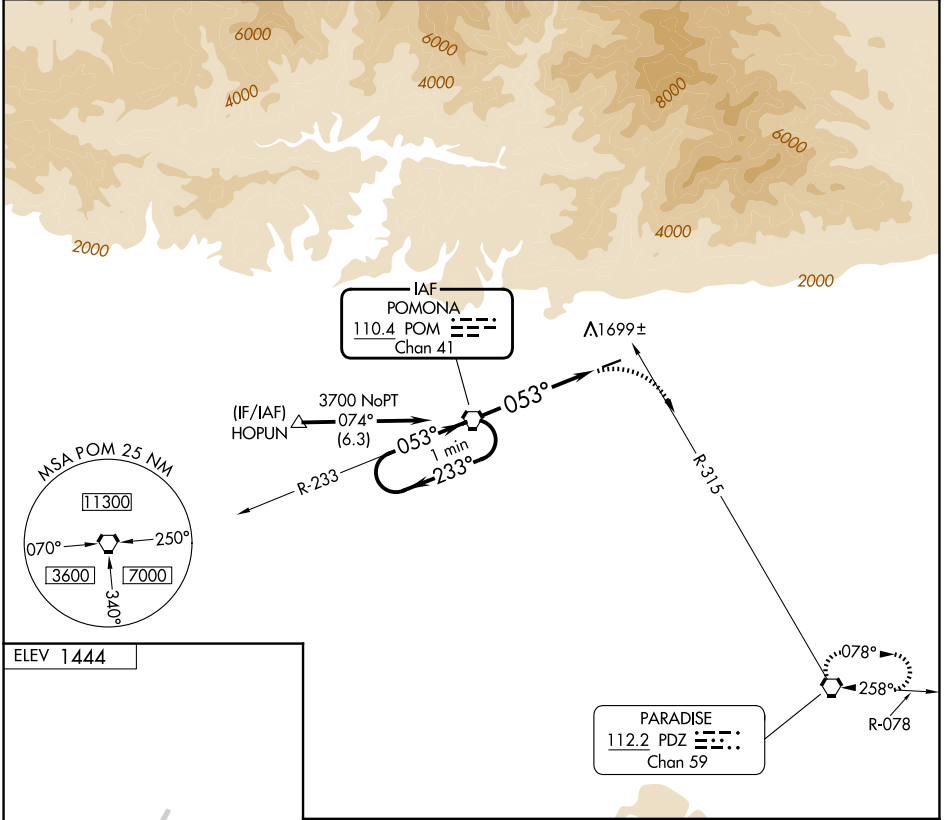 6000
6000
4000
4000
8000
6000
2000
4000
2000
IAF
POMONA
110.4 POM
Chan 41
Λ1699±
(IF/IAF)
HOPUN
3700 NoPT
074°
(6.3)
053°
053°
1 min
233°
R-233
R-315
MSA POM 25 NM
11300
070°
250°
3600
7000
340°
ELEV 1444
078°
258°
R-078
PARADISE
112.2 PDZ
Chan 59